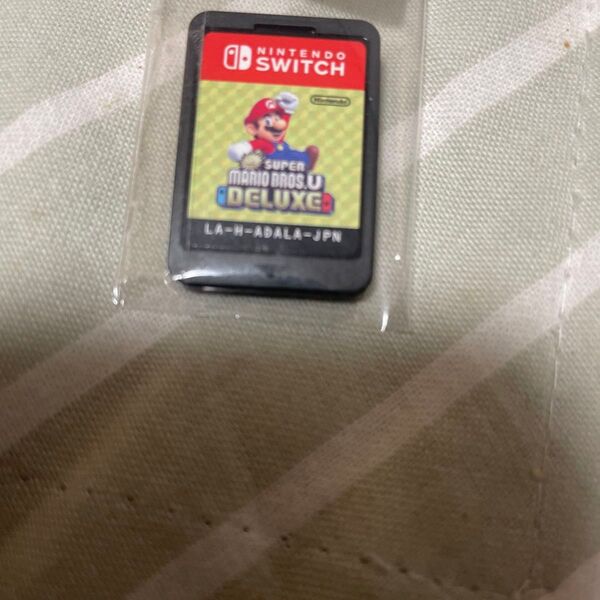 NINTENDO
SWITCH
Nintendo
NEW
SUPER
MARIO BROS. U
DELUXE
LA-H-ADALA-JPN